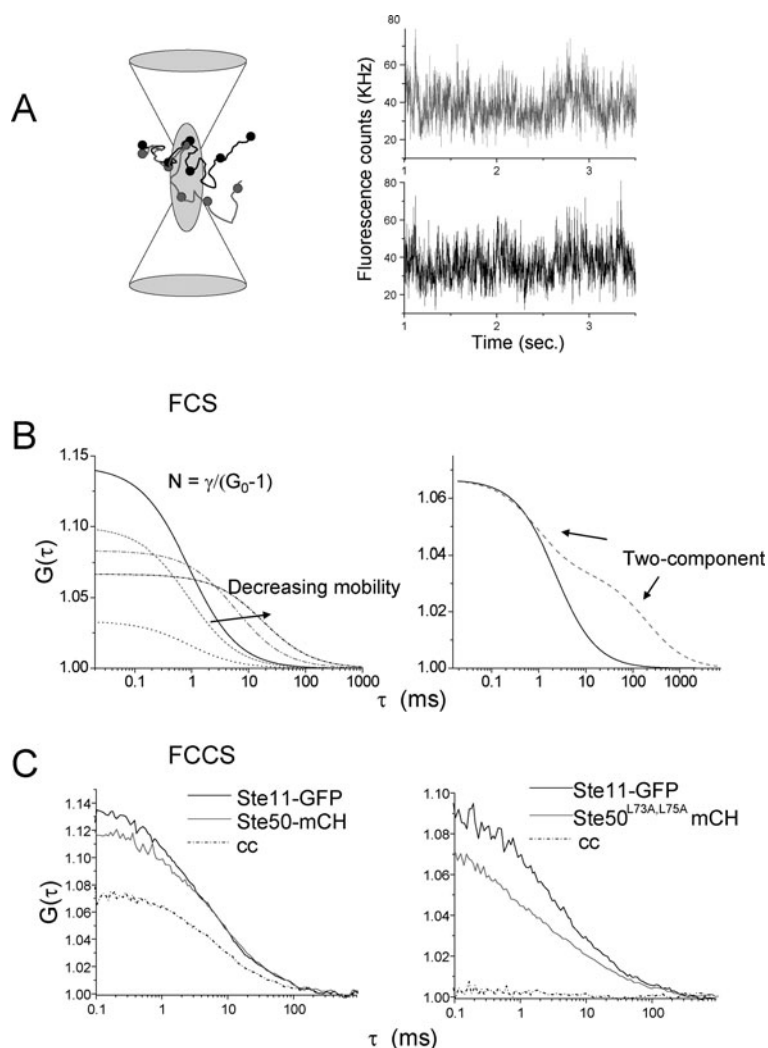 A
Fluorescence counts (KHz)
80
60
40
20
1
2
3
80
60
40
20
1
2
3
Time (sec.)
FCS
B
G(τ)
1.15
1.10
1.05
1.00
N = γ/(G₀-1)
Decreasing mobility
0.1
1
10
100
1000
1.06
1.04
1.02
1.00
Two-component
0.1
1
10
100
1000
τ (ms)
FCCS
C
G(τ)
1.14
1.12
1.10
1.08
1.06
1.04
1.02
1.00
Ste11-GFP
Ste50-mCH
cc
0.1
1
10
100
1.10
1.08
1.06
1.04
1.02
1.00
Ste11-GFP
Ste50^L73A,L75A mCH
cc
0.1
1
10
100
τ (ms)